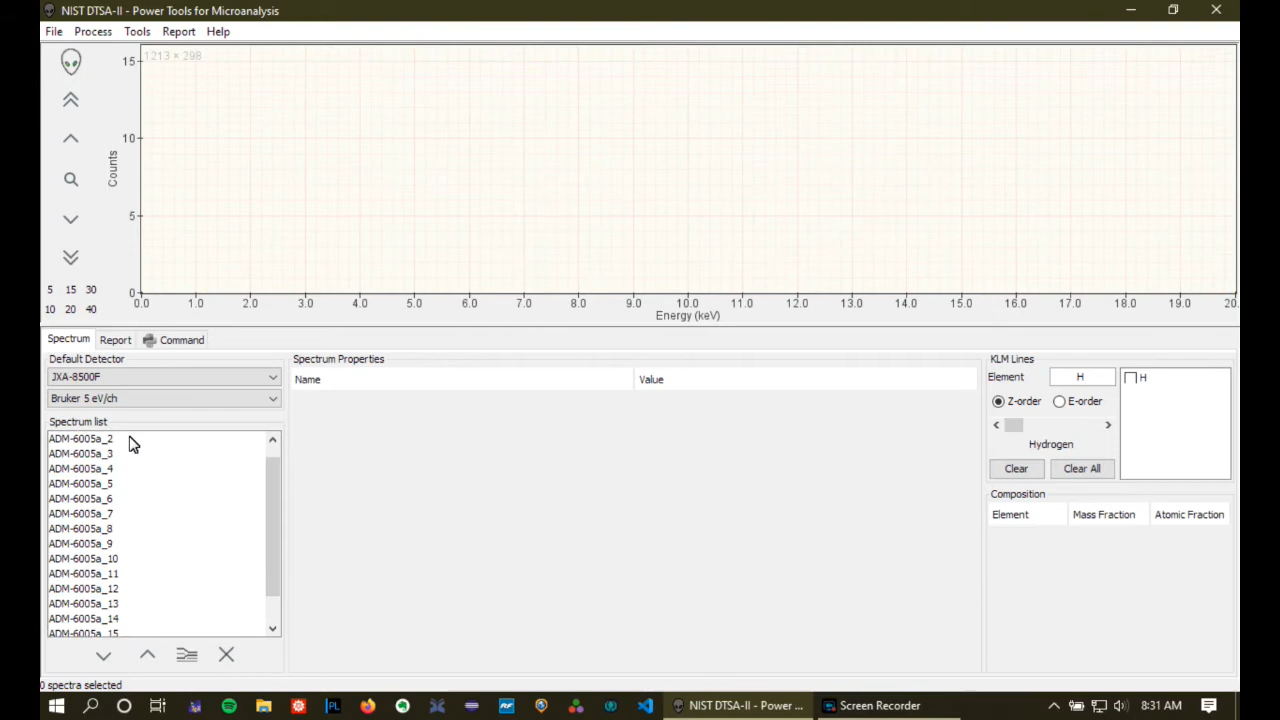 NIST DTSA-II - Power Tools for Microanalysis
File Process Tools Report Help
1213 × 298
15
10
5
0
Counts
0.0 1.0 2.0 3.0 4.0 5.0 6.0 7.0 8.0 9.0 10.0 11.0 12.0 13.0 14.0 15.0 16.0 17.0 18.0 19.0 20.
Energy (keV)
5 15 30
10 20 40
Spectrum Report Command
Default Detector
JXA-8500F
Bruker 5 eV/ch
Spectrum list
ADM-6005a_2
ADM-6005a_3
ADM-6005a_4
ADM-6005a_5
ADM-6005a_6
ADM-6005a_7
ADM-6005a_8
ADM-6005a_9
ADM-6005a_10
ADM-6005a_11
ADM-6005a_12
ADM-6005a_13
ADM-6005a_14
ADM-6005a_15
Spectrum Properties
Name Value
KLM Lines
Element H
H
Z-order E-order
Hydrogen
Clear Clear All
Composition
Element Mass Fraction Atomic Fraction
0 spectra selected
PL
RF
NIST DTSA-II - Power ...
Screen Recorder
8:31 AM